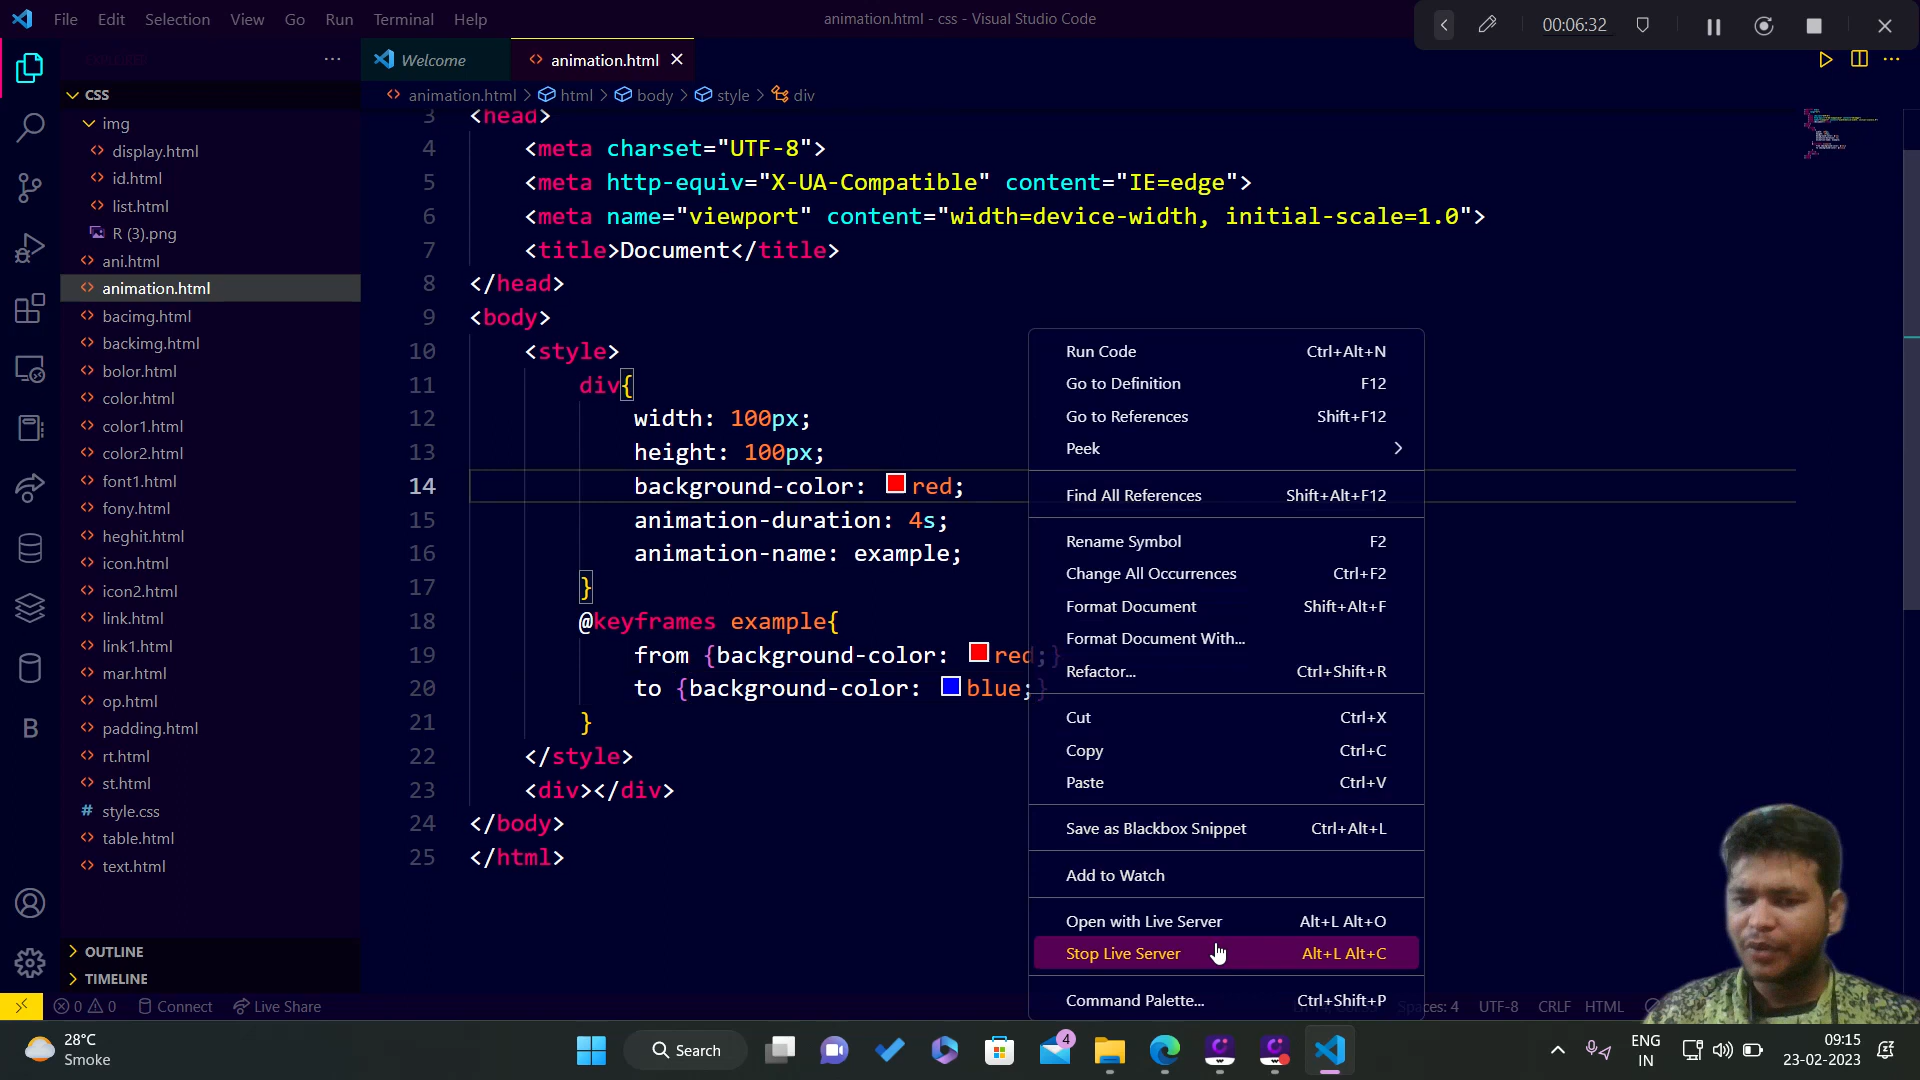 File Edit Selection View Go Run Terminal Help
animation.html - css - Visual Studio Code
00:06:32
Welcome
animation.html
animation.html > html > body > style > div
CSS
img
display.html
id.html
list.html
R (3).png
ani.html
animation.html
bacimg.html
backimg.html
bolor.html
color.html
color1.html
color2.html
font1.html
fony.html
heghit.html
icon.html
icon2.html
link.html
link1.html
mar.html
op.html
padding.html
rt.html
st.html
# style.css
table.html
text.html
OUTLINE
TIMELINE
3 <head>
4 <meta charset="UTF-8">
5 <meta http-equiv="X-UA-Compatible" content="IE=edge">
6 <meta name="viewport" content="width=device-width, initial-scale=1.0">
7 <title>Document</title>
8 </head>
9 <body>
10 <style>
11 div{
12 width: 100px;
13 height: 100px;
14 background-color: red;
15 animation-duration: 4s;
16 animation-name: example;
17 }
18 @keyframes example{
19 from {background-color: red;}
20 to {background-color: blue;}
21 }
22 </style>
23 <div></div>
24 </body>
25 </html>
Run Code Ctrl+Alt+N
Go to Definition F12
Go to References Shift+F12
Peek
Find All References Shift+Alt+F12
Rename Symbol F2
Change All Occurrences Ctrl+F2
Format Document Shift+Alt+F
Format Document With...
Refactor... Ctrl+Shift+R
Cut Ctrl+X
Copy Ctrl+C
Paste Ctrl+V
Save as Blackbox Snippet Ctrl+Alt+L
Add to Watch
Open with Live Server Alt+L Alt+O
Stop Live Server Alt+L Alt+C
Command Palette... Ctrl+Shift+P
0 0 Connect Live Share
Spaces: 4 UTF-8 CRLF HTML
28°C
Smoke
Search
4
ENG
IN
09:15
23-02-2023